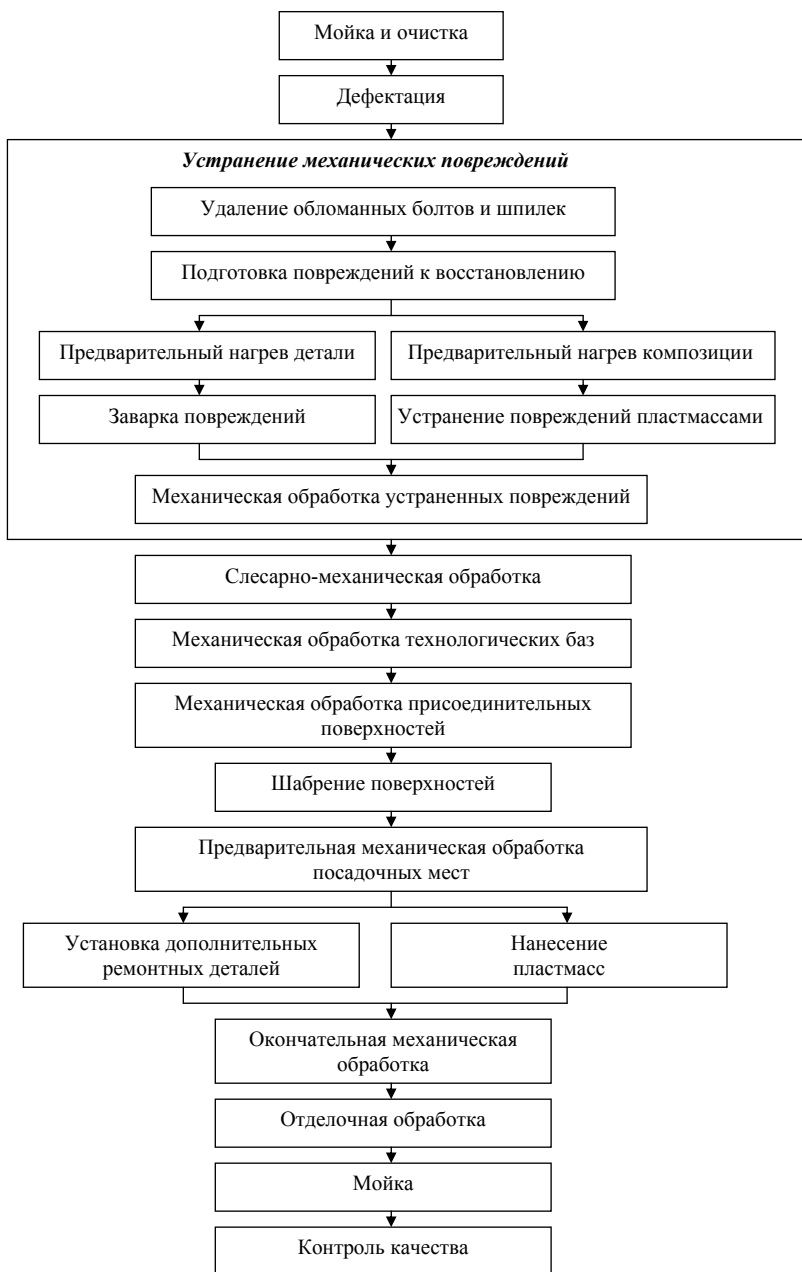 Мойка и очистка
Дефектация
Устранение механических повреждений
Удаление обломанных болтов и шпилек
Подготовка повреждений к восстановлению
Предварительный нагрев детали
Предварительный нагрев композиции
Заварка повреждений
Устранение повреждений пластмассами
Механическая обработка устраненных повреждений
Слесарно-механическая обработка
Механическая обработка технологических баз
Механическая обработка присоединительных
поверхностей
Шабрение поверхностей
Предварительная механическая обработка
посадочных мест
Установка дополнительных
ремонтных деталей
Нанесение
пластмасс
Окончательная механическая
обработка
Отделочная обработка
Мойка
Контроль качества